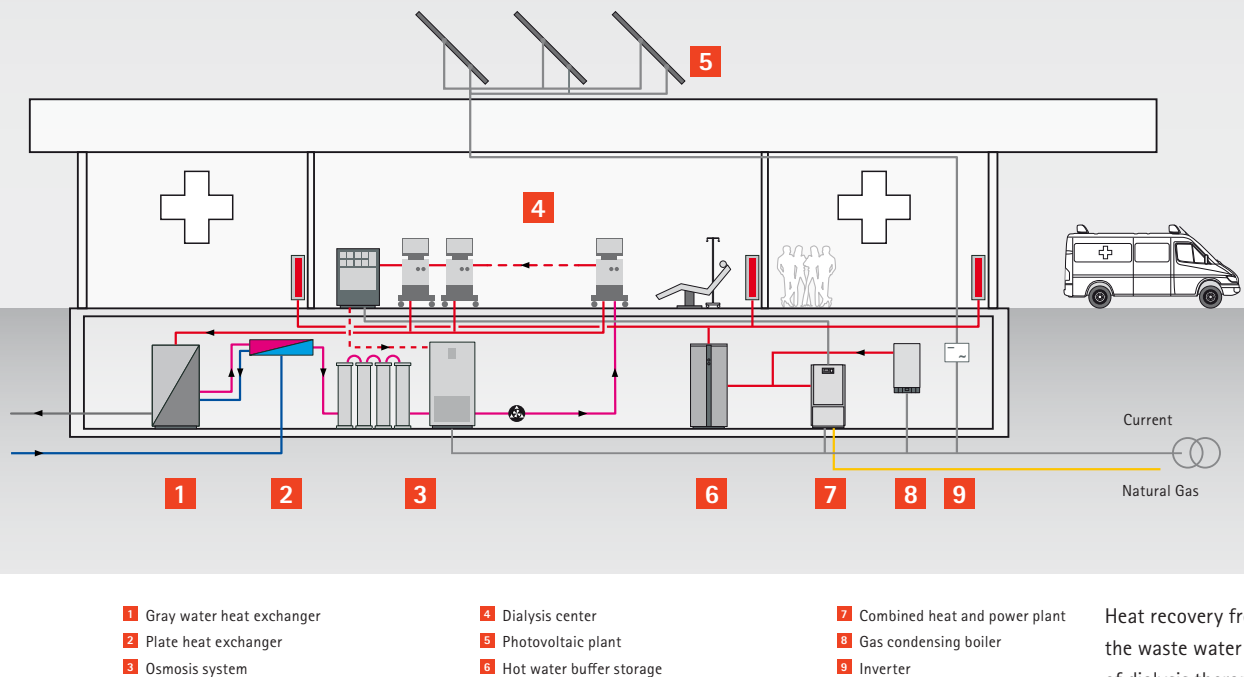 5
4
Current
Natural Gas
1 2 3 6 7 8 9
1 Gray water heat exchanger
2 Plate heat exchanger
3 Osmosis system
4 Dialysis center
5 Photovoltaic plant
6 Hot water buffer storage
7 Combined heat and power plant
8 Gas condensing boiler
9 Inverter
Heat recovery
the waste water
of dialysis